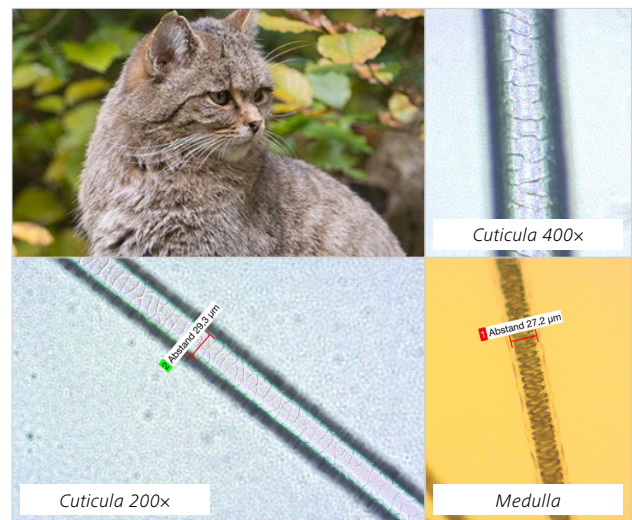 Cuticula 400×
2 Abstand 29,3 µm
1 Abstand 27,2 µm
Cuticula 200×
Medulla